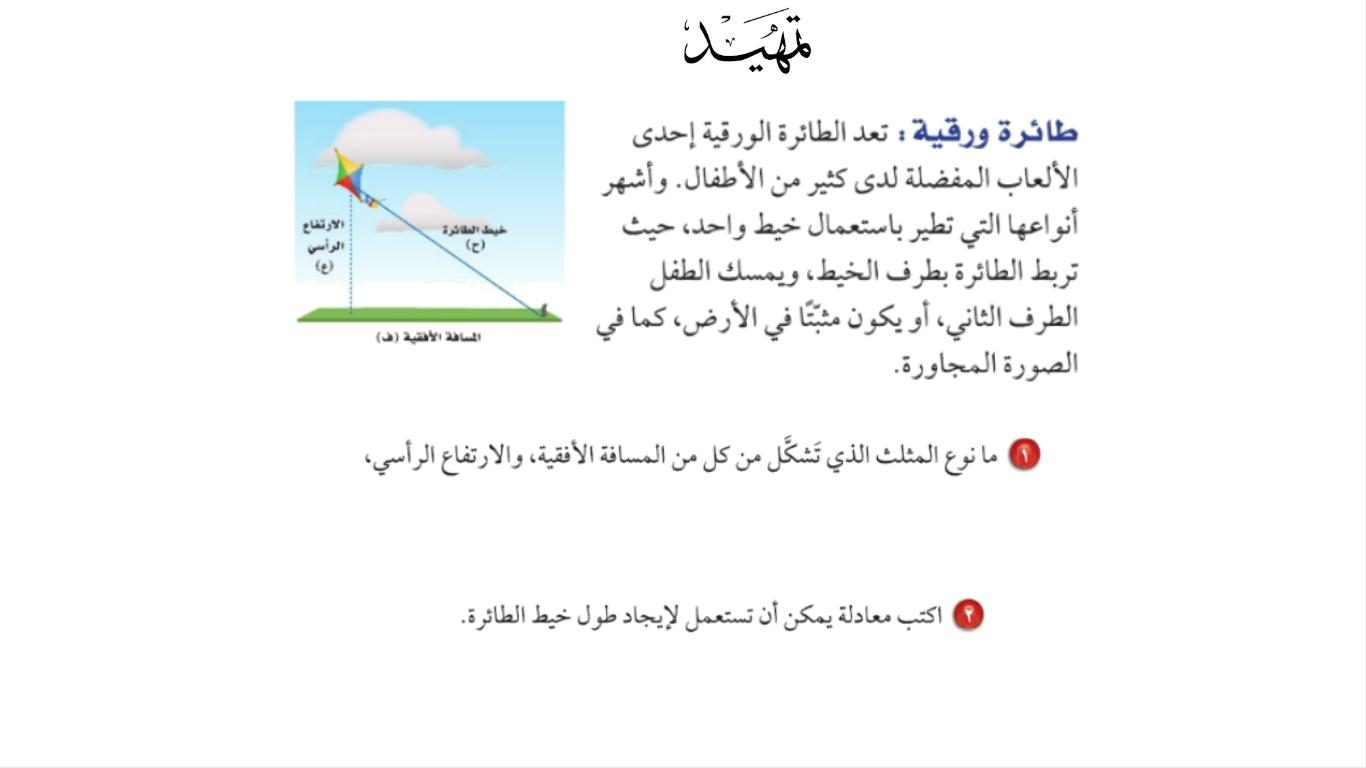 تمهيد
طائرة ورقية : تعد الطائرة الورقية إحدى
الألعاب المفضلة لدى كثير من الأطفال. وأشهر
أنواعها التي تطير باستعمال خيط واحد، حيث
تربط الطائرة بطرف الخيط، ويمسك الطفل
الطرف الثاني، أو يكون مثبّتًا في الأرض، كما في
الصورة المجاورة.
خيط الطائرة
(ح)
الارتفاع
الرأسي
(ع)
المسافة الأفقية (ف)
١ ما نوع المثلث الذي تَشكَّل من كل من المسافة الأفقية، والارتفاع الرأسي،
٢ اكتب معادلة يمكن أن تستعمل لإيجاد طول خيط الطائرة.